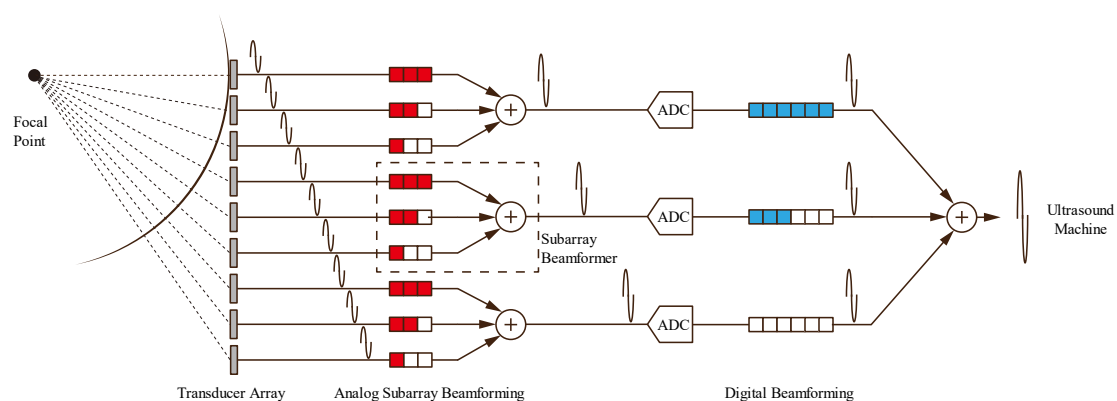 Focal
Point
+
ADC
+
ADC
Subarray
Beamformer
+
ADC
+
Ultrasound
Machine
Transducer Array
Analog Subarray Beamforming
Digital Beamforming